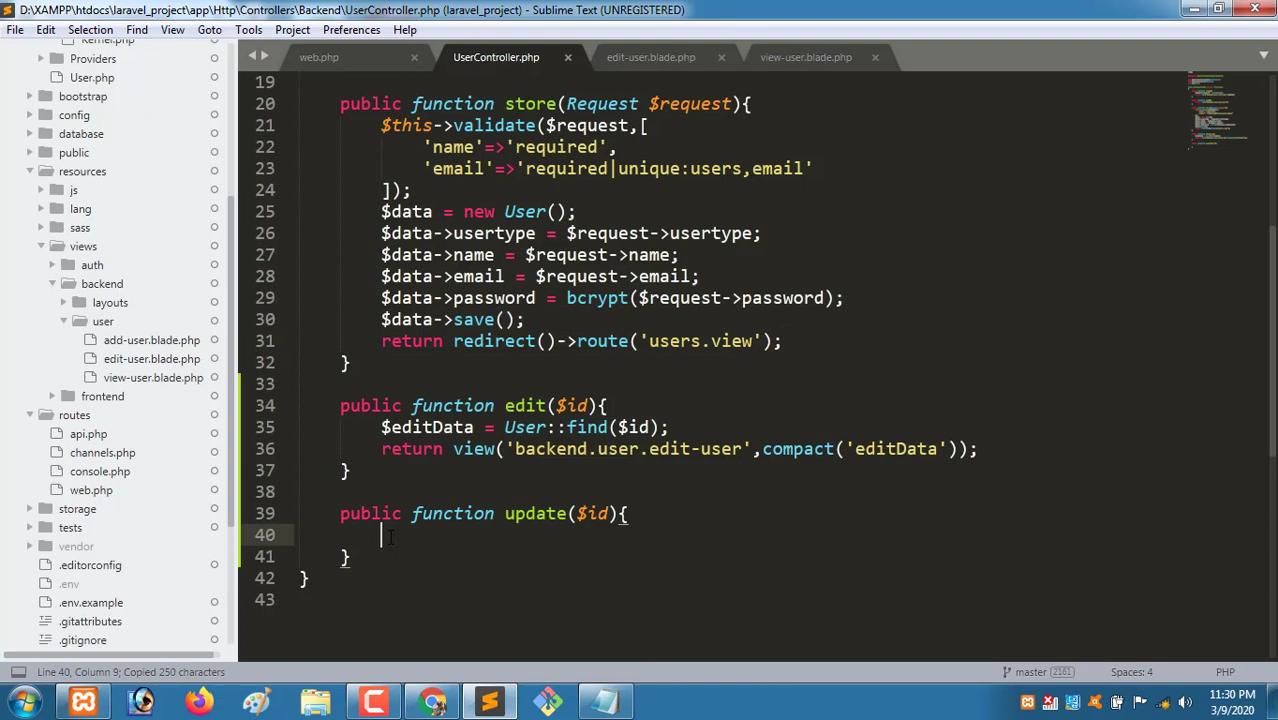 D:\XAMPP\htdocs\laravel_project\app\Http\Controllers\Backend\UserController.php (laravel_project) - Sublime Text (UNREGISTERED)
File Edit Selection Find View Goto Tools Project Preferences Help
Kernel.php
Providers
User.php
bootstrap
config
database
public
resources
js
lang
sass
views
auth
backend
layouts
user
add-user.blade.php
edit-user.blade.php
view-user.blade.php
frontend
routes
api.php
channels.php
console.php
web.php
storage
tests
vendor
.editorconfig
.env
.env.example
.gitattributes
.gitignore
web.php UserController.php edit-user.blade.php view-user.blade.php
19
20 public function store(Request $request){
21 $this->validate($request,[
22 'name'=>'required',
23 'email'=>'required|unique:users,email'
24 ]);
25 $data = new User();
26 $data->usertype = $request->usertype;
27 $data->name = $request->name;
28 $data->email = $request->email;
29 $data->password = bcrypt($request->password);
30 $data->save();
31 return redirect()->route('users.view');
32 }
33
34 public function edit($id){
35 $editData = User::find($id);
36 return view('backend.user.edit-user',compact('editData'));
37 }
38
39 public function update($id){
40
41 }
42 }
43
Line 40, Column 9; Copied 250 characters master 2161 Spaces: 4 PHP
11:30 PM
3/9/2020